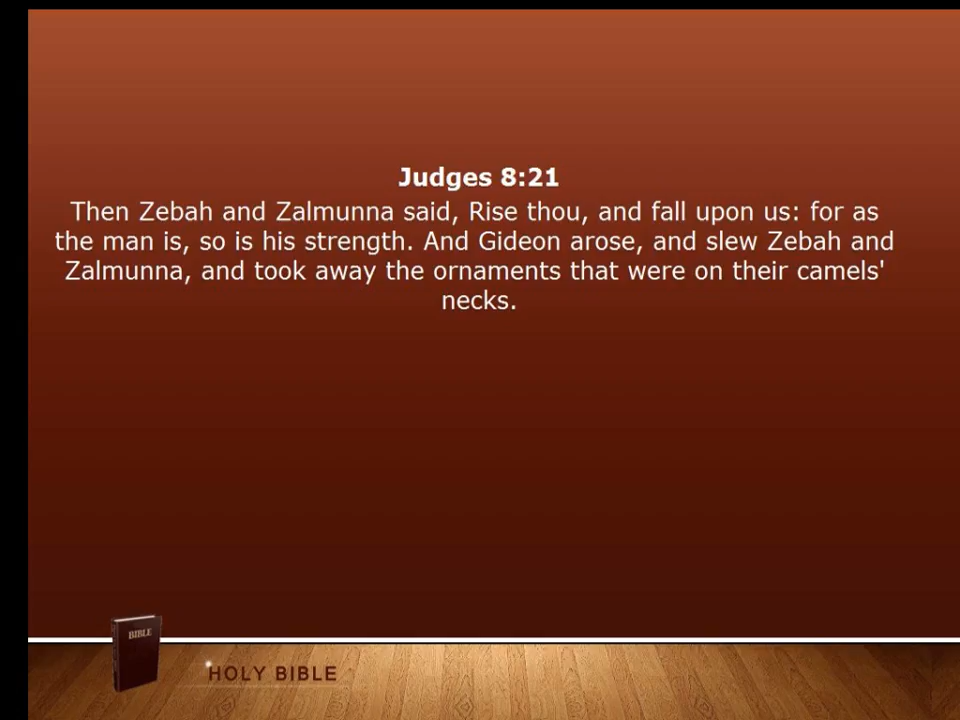 Judges 8:21
Then Zebah and Zalmunna said, Rise thou, and fall upon us: for as
the man is, so is his strength. And Gideon arose, and slew Zebah and
Zalmunna, and took away the ornaments that were on their camels'
necks.
BIBLE
HOLY BIBLE